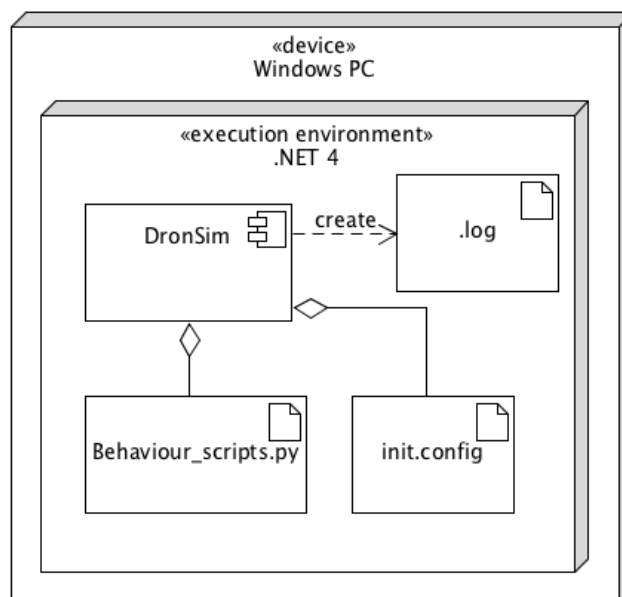 «device»
Windows PC
«execution environment»
.NET 4
DronSim
create
.log
Behaviour_scripts.py
init.config